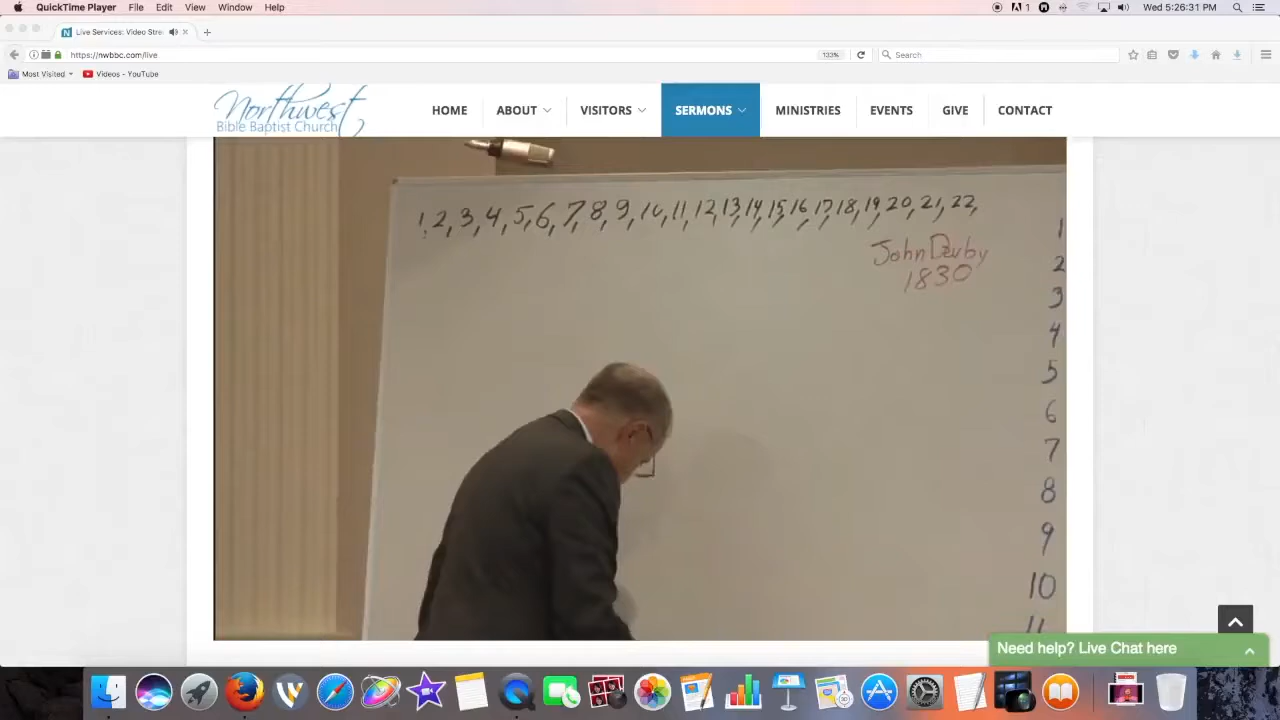 QuickTime Player File Edit View Window Help 1 Wed 5:26:31 PM
Live Services: Video Stre
https://nwbbc.com/live 133% Search
Most Visited Videos - YouTube
Northwest
Bible Baptist Church
HOME ABOUT VISITORS SERMONS MINISTRIES EVENTS GIVE CONTACT
1, 2, 3, 4, 5, 6, 7, 8, 9, 10, 11, 12, 13, 14, 15, 16, 17, 18, 19, 20, 21, 22,
John Darby
1830
1
2
3
4
5
6
7
8
9
10
11
Need help? Live Chat here